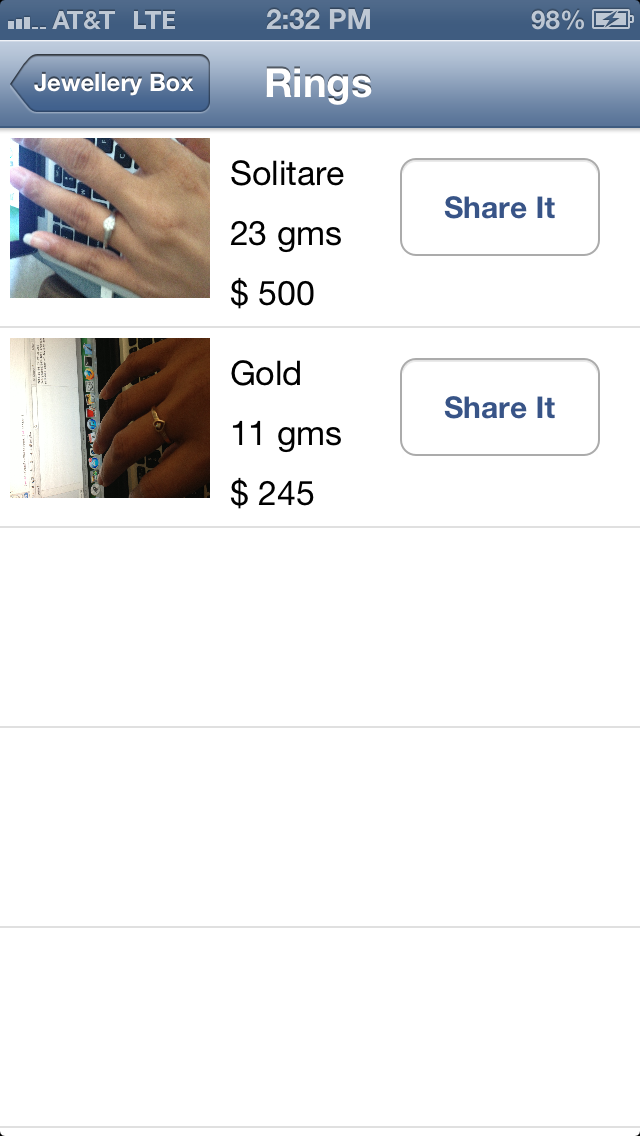 AT&T LTE 2:32 PM 98%
Jewellery Box Rings
Solitare
23 gms
$ 500
Share It
Gold
11 gms
$ 245
Share It